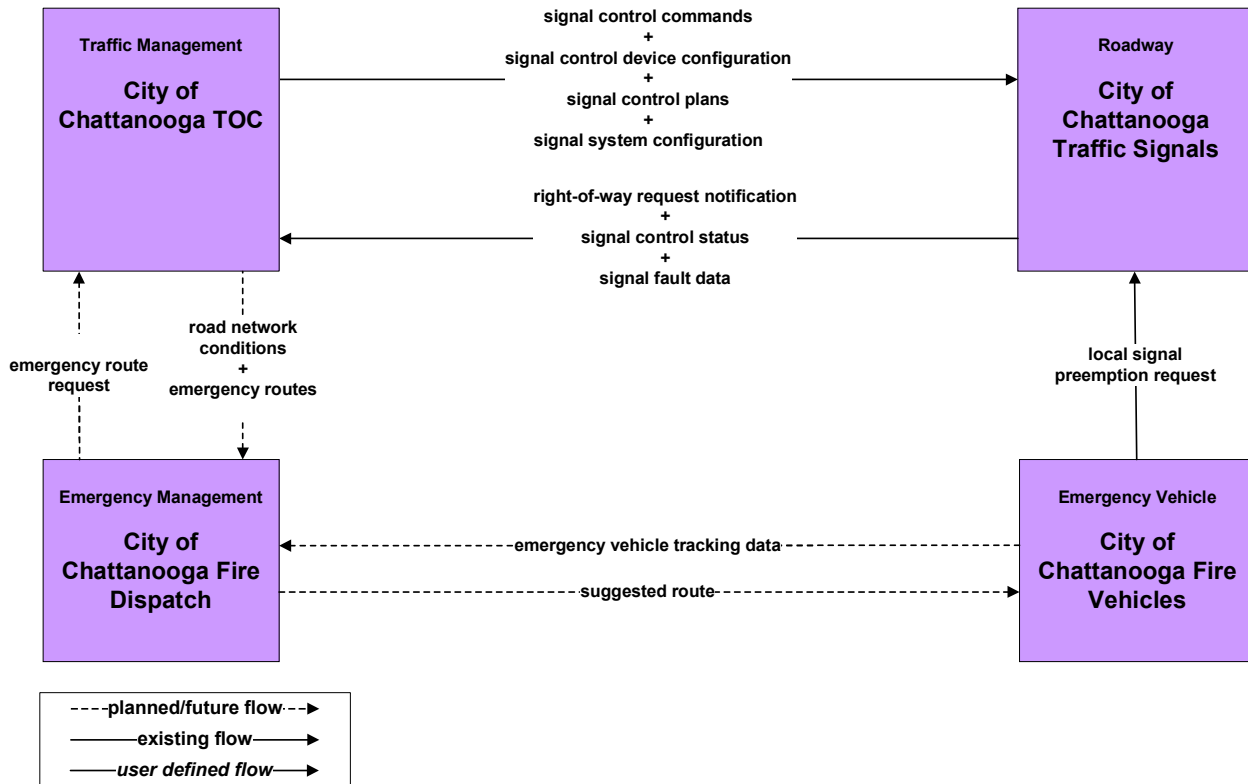 signal control commands
+
signal control device configuration
+
signal control plans
+
signal system configuration
Traffic Management
City of
Chattanooga TOC
Roadway
City of
Chattanooga
Traffic Signals
right-of-way request notification
+
signal control status
+
signal fault data
emergency route
request
road network
conditions
+
emergency routes
local signal
preemption request
Emergency Management
City of
Chattanooga Fire
Dispatch
emergency vehicle tracking data
suggested route
Emergency Vehicle
City of
Chattanooga Fire
Vehicles
planned/future flow
existing flow
user defined flow